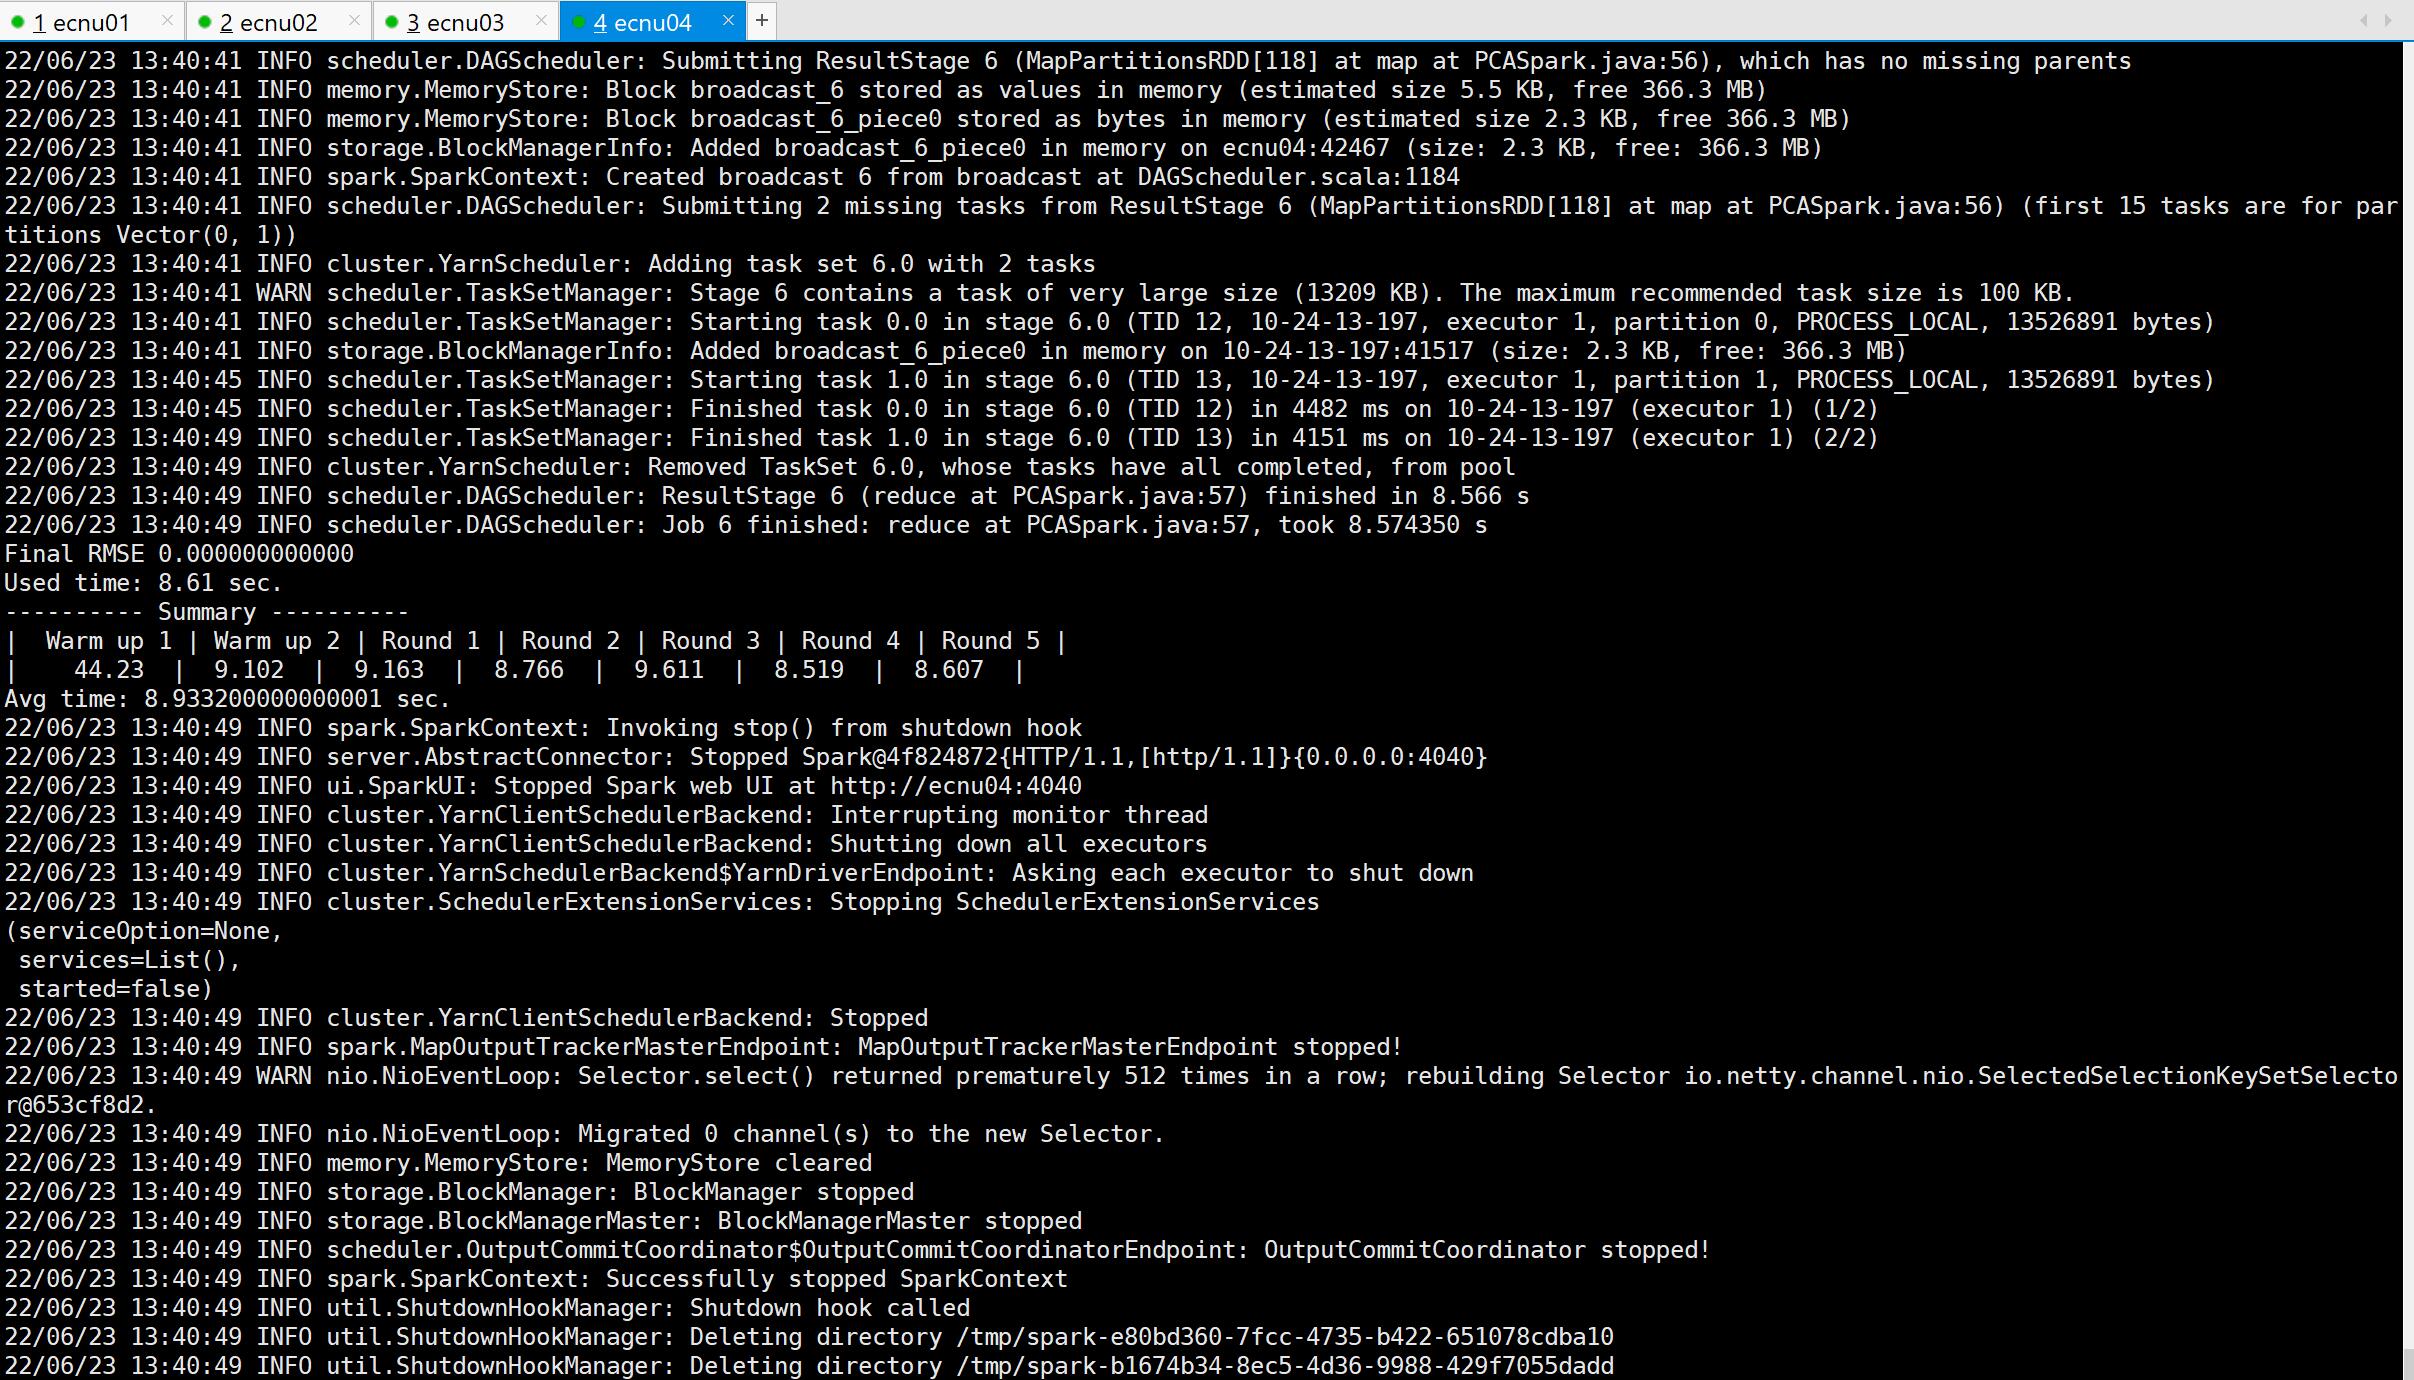 1 ecnu01 × 2 ecnu02 × 3 ecnu03 × 4 ecnu04 × +
22/06/23 13:40:41 INFO scheduler.DAGScheduler: Submitting ResultStage 6 (MapPartitionsRDD[118] at map at PCASpark.java:56), which has no missing parents
22/06/23 13:40:41 INFO memory.MemoryStore: Block broadcast_6 stored as values in memory (estimated size 5.5 KB, free 366.3 MB)
22/06/23 13:40:41 INFO memory.MemoryStore: Block broadcast_6_piece0 stored as bytes in memory (estimated size 2.3 KB, free 366.3 MB)
22/06/23 13:40:41 INFO storage.BlockManagerInfo: Added broadcast_6_piece0 in memory on ecnu04:42467 (size: 2.3 KB, free: 366.3 MB)
22/06/23 13:40:41 INFO spark.SparkContext: Created broadcast 6 from broadcast at DAGScheduler.scala:1184
22/06/23 13:40:41 INFO scheduler.DAGScheduler: Submitting 2 missing tasks from ResultStage 6 (MapPartitionsRDD[118] at map at PCASpark.java:56) (first 15 tasks are for par
titions Vector(0, 1))
22/06/23 13:40:41 INFO cluster.YarnScheduler: Adding task set 6.0 with 2 tasks
22/06/23 13:40:41 WARN scheduler.TaskSetManager: Stage 6 contains a task of very large size (13209 KB). The maximum recommended task size is 100 KB.
22/06/23 13:40:41 INFO scheduler.TaskSetManager: Starting task 0.0 in stage 6.0 (TID 12, 10-24-13-197, executor 1, partition 0, PROCESS_LOCAL, 13526891 bytes)
22/06/23 13:40:41 INFO storage.BlockManagerInfo: Added broadcast_6_piece0 in memory on 10-24-13-197:41517 (size: 2.3 KB, free: 366.3 MB)
22/06/23 13:40:45 INFO scheduler.TaskSetManager: Starting task 1.0 in stage 6.0 (TID 13, 10-24-13-197, executor 1, partition 1, PROCESS_LOCAL, 13526891 bytes)
22/06/23 13:40:45 INFO scheduler.TaskSetManager: Finished task 0.0 in stage 6.0 (TID 12) in 4482 ms on 10-24-13-197 (executor 1) (1/2)
22/06/23 13:40:49 INFO scheduler.TaskSetManager: Finished task 1.0 in stage 6.0 (TID 13) in 4151 ms on 10-24-13-197 (executor 1) (2/2)
22/06/23 13:40:49 INFO cluster.YarnScheduler: Removed TaskSet 6.0, whose tasks have all completed, from pool
22/06/23 13:40:49 INFO scheduler.DAGScheduler: ResultStage 6 (reduce at PCASpark.java:57) finished in 8.566 s
22/06/23 13:40:49 INFO scheduler.DAGScheduler: Job 6 finished: reduce at PCASpark.java:57, took 8.574350 s
Final RMSE 0.000000000000
Used time: 8.61 sec.
---------- Summary ----------
|  Warm up 1 | Warm up 2 | Round 1 | Round 2 | Round 3 | Round 4 | Round 5 |
|    44.23  |  9.102  |  9.163  |  8.766  |  9.611  |  8.519  |  8.607  |
Avg time: 8.933200000000001 sec.
22/06/23 13:40:49 INFO spark.SparkContext: Invoking stop() from shutdown hook
22/06/23 13:40:49 INFO server.AbstractConnector: Stopped Spark@4f824872{HTTP/1.1,[http/1.1]}{0.0.0.0:4040}
22/06/23 13:40:49 INFO ui.SparkUI: Stopped Spark web UI at http://ecnu04:4040
22/06/23 13:40:49 INFO cluster.YarnClientSchedulerBackend: Interrupting monitor thread
22/06/23 13:40:49 INFO cluster.YarnClientSchedulerBackend: Shutting down all executors
22/06/23 13:40:49 INFO cluster.YarnSchedulerBackend$YarnDriverEndpoint: Asking each executor to shut down
22/06/23 13:40:49 INFO cluster.SchedulerExtensionServices: Stopping SchedulerExtensionServices
(serviceOption=None,
 services=List(),
 started=false)
22/06/23 13:40:49 INFO cluster.YarnClientSchedulerBackend: Stopped
22/06/23 13:40:49 INFO spark.MapOutputTrackerMasterEndpoint: MapOutputTrackerMasterEndpoint stopped!
22/06/23 13:40:49 WARN nio.NioEventLoop: Selector.select() returned prematurely 512 times in a row; rebuilding Selector io.netty.channel.nio.SelectedSelectionKeySetSelecto
r@653cf8d2.
22/06/23 13:40:49 INFO nio.NioEventLoop: Migrated 0 channel(s) to the new Selector.
22/06/23 13:40:49 INFO memory.MemoryStore: MemoryStore cleared
22/06/23 13:40:49 INFO storage.BlockManager: BlockManager stopped
22/06/23 13:40:49 INFO storage.BlockManagerMaster: BlockManagerMaster stopped
22/06/23 13:40:49 INFO scheduler.OutputCommitCoordinator$OutputCommitCoordinatorEndpoint: OutputCommitCoordinator stopped!
22/06/23 13:40:49 INFO spark.SparkContext: Successfully stopped SparkContext
22/06/23 13:40:49 INFO util.ShutdownHookManager: Shutdown hook called
22/06/23 13:40:49 INFO util.ShutdownHookManager: Deleting directory /tmp/spark-e80bd360-7fcc-4735-b422-651078cdba10
22/06/23 13:40:49 INFO util.ShutdownHookManager: Deleting directory /tmp/spark-b1674b34-8ec5-4d36-9988-429f7055dadd